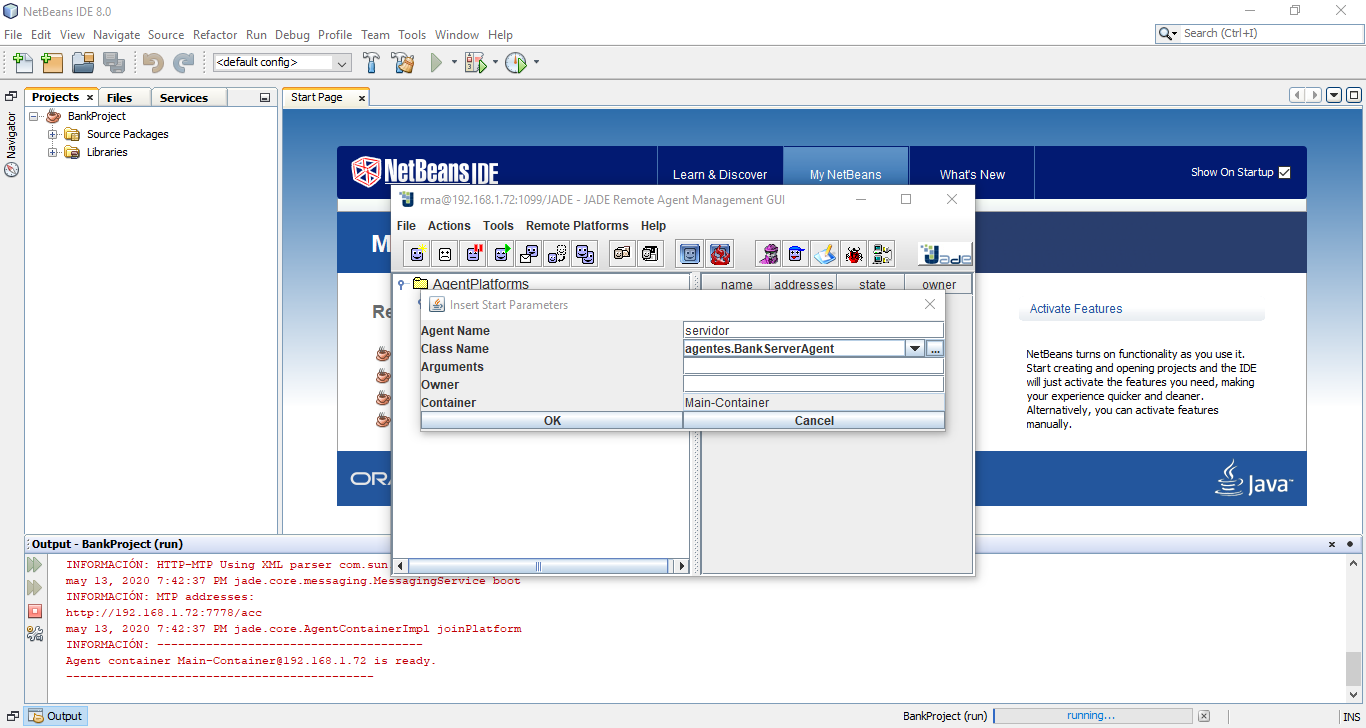 NetBeans IDE 8.0
File Edit View Navigate Source Refactor Run Debug Profile Team Tools Window Help
Search (Ctrl+I)
<default config>
Projects Files Services
Start Page
Navigator
BankProject
Source Packages
Libraries
NetBeans IDE
Learn & Discover My NetBeans What's New
Show On Startup
M
Re
rma@192.168.1.72:1099/JADE - JADE Remote Agent Management GUI
File Actions Tools Remote Platforms Help
Jade
AgentPlatforms
name addresses state owner
Insert Start Parameters
Agent Name servidor
Class Name agentes.BankServerAgent ...
Arguments
Owner
Container Main-Container
OK Cancel
Activate Features
NetBeans turns on functionality as you use it.
Start creating and opening projects and the IDE
will just activate the features you need, making
your experience quicker and cleaner.
Alternatively, you can activate features
manually.
ORA
Java
Output - BankProject (run)
INFORMACIÓN: HTTP-MTP Using XML parser com.sun
may 13, 2020 7:42:37 PM jade.core.messaging.MessagingService boot
INFORMACIÓN: MTP addresses:
http://192.168.1.72:7778/acc
may 13, 2020 7:42:37 PM jade.core.AgentContainerImpl joinPlatform
INFORMACIÓN: --------------------------------------
Agent container Main-Container@192.168.1.72 is ready.
--------------------------------------------
Output
BankProject (run) running... INS